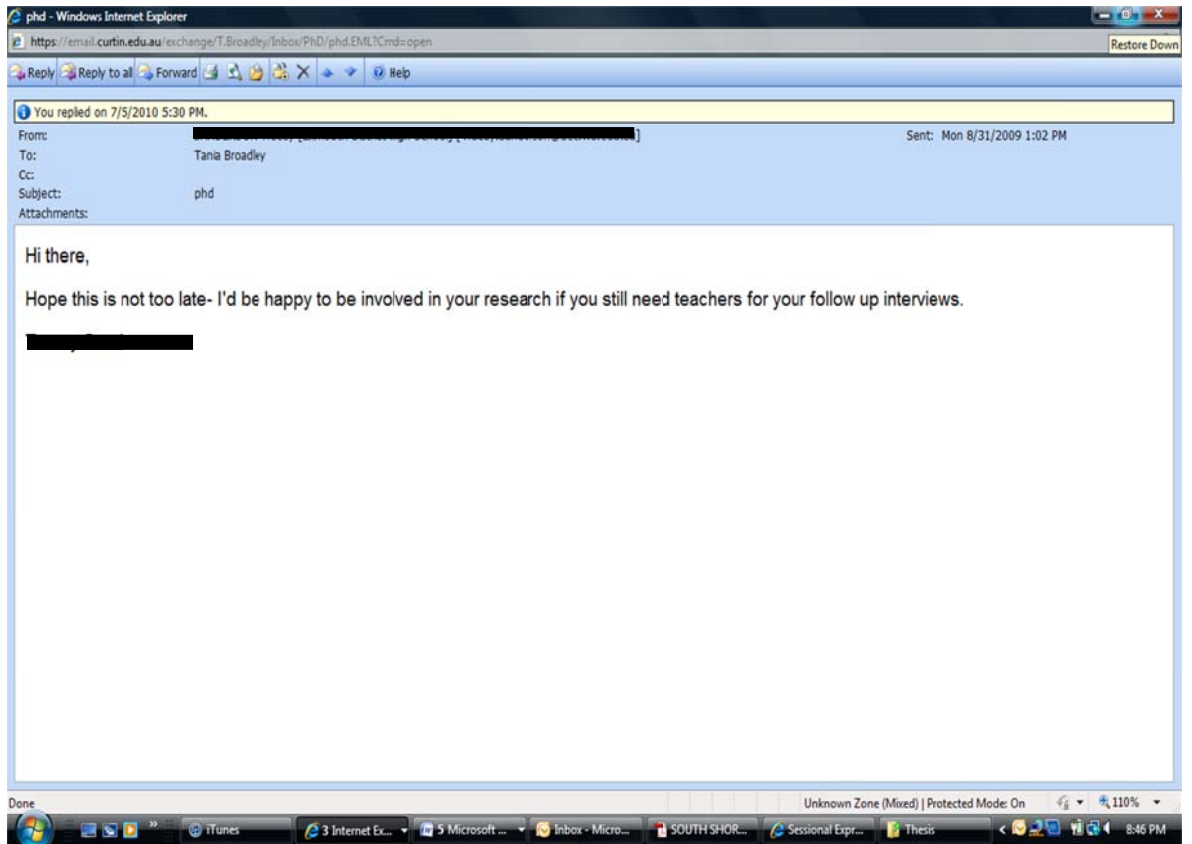 phd - Windows Internet Explorer
https://email.curtin.edu.au/exchange/T.Broadley/Inbox/PhD/phd.EML?Cmd=open
Restore Down
Reply Reply to all Forward Help
You replied on 7/5/2010 5:30 PM.
From: Sent: Mon 8/31/2009 1:02 PM
To: Tania Broadley
Cc:
Subject: phd
Attachments:
Hi there,
Hope this is not too late- I'd be happy to be involved in your research if you still need teachers for your follow up interviews.
Done Unknown Zone (Mixed) | Protected Mode: On 110%
iTunes 3 Internet Ex... 5 Microsoft ... Inbox - Micro... SOUTH SHOR... Sessional Expr... Thesis 8:46 PM